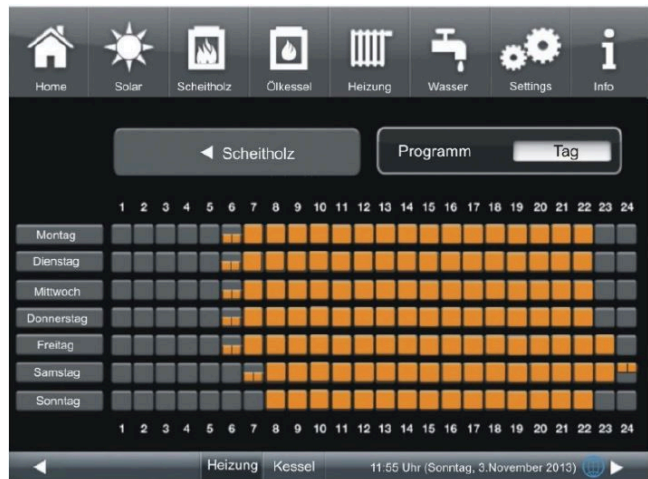 Home Solar Scheitholz Ölkessel Heizung Wasser Settings Info
Scheitholz Programm Tag
1 2 3 4 5 6 7 8 9 10 11 12 13 14 15 16 17 18 19 20 21 22 23 24
Montag
Dienstag
Mittwoch
Donnerstag
Freitag
Samstag
Sonntag
1 2 3 4 5 6 7 8 9 10 11 12 13 14 15 16 17 18 19 20 21 22 23 24
Heizung Kessel 11:55 Uhr (Sonntag, 3.November 2013)